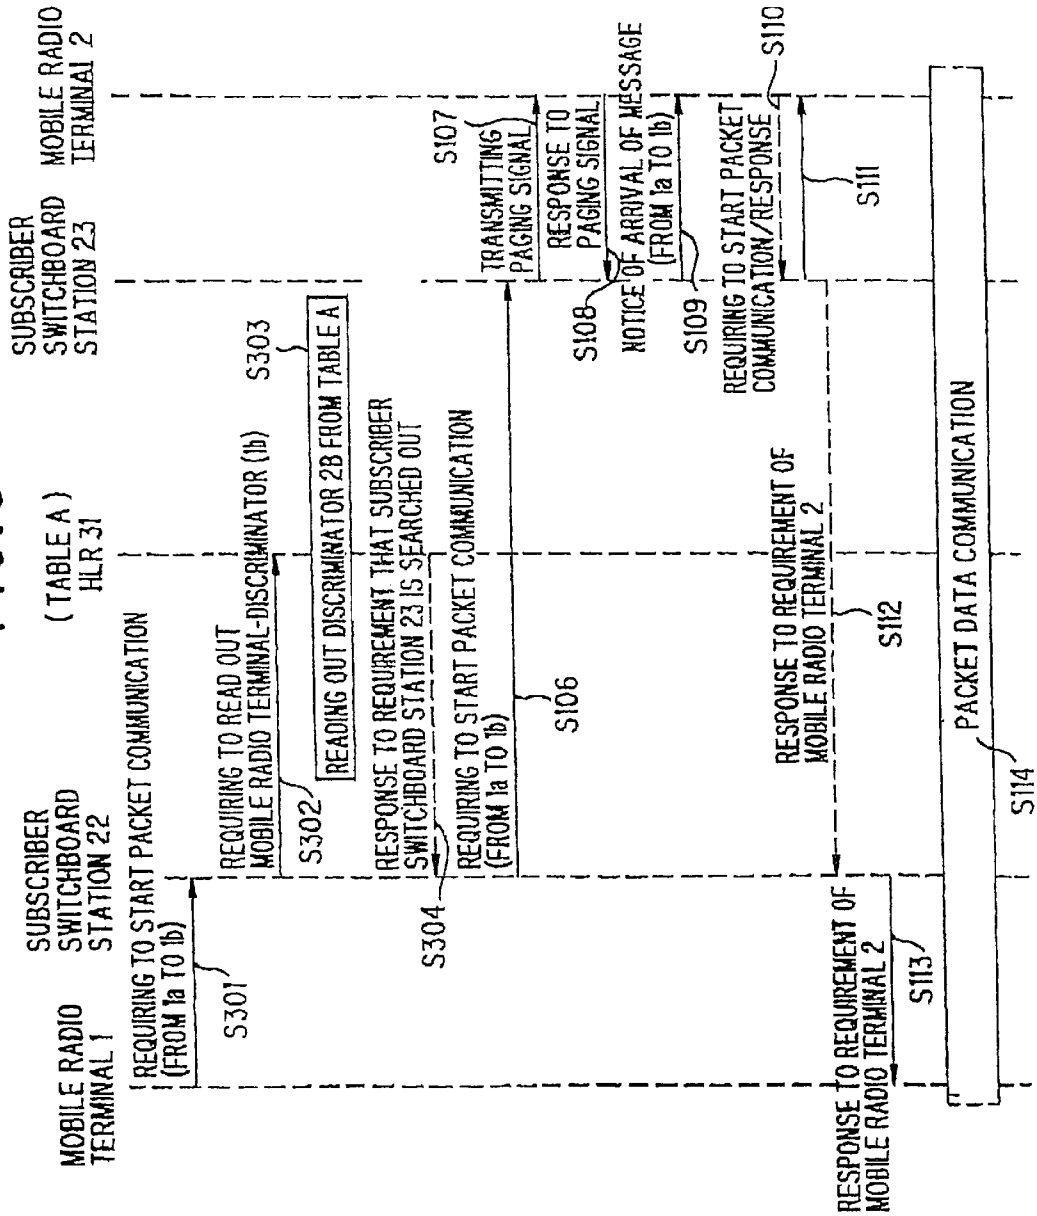 MOBILE RADIO
TERMINAL 1
SUBSCRIBER
SWITCHBOARD
STATION 22
(TABLE A)
HLR 31
SUBSCRIBER
SWITCHBOARD
STATION 23
MOBILE RADIO
TERMINAL 2
REQUIRING TO START PACKET COMMUNICATION
(FROM 1a TO 1b)
S301
REQUIRING TO READ OUT
MOBILE RADIO TERMINAL-DISCRIMINATOR (1b)
S302
S303
READING OUT DISCRIMINATOR 2B FROM TABLE A
RESPONSE TO REQUIREMENT THAT SUBSCRIBER
SWITCHBOARD STATION 23 IS SEARCHED OUT
S304
REQUIRING TO START PACKET COMMUNICATION
(FROM 1a TO 1b)
S106
S107
TRANSMITTING
PAGING SIGNAL
RESPONSE TO
PAGING SIGNAL
S108
NOTICE OF ARRIVAL OF MESSAGE
(FROM 1a TO 1b)
S109
REQUIRING TO START PACKET
COMMUNICATION/RESPONSE
S110
S111
RESPONSE TO REQUIREMENT OF
MOBILE RADIO TERMINAL 2
S112
RESPONSE TO REQUIREMENT OF
MOBILE RADIO TERMINAL 2
S113
PACKET DATA COMMUNICATION
S114